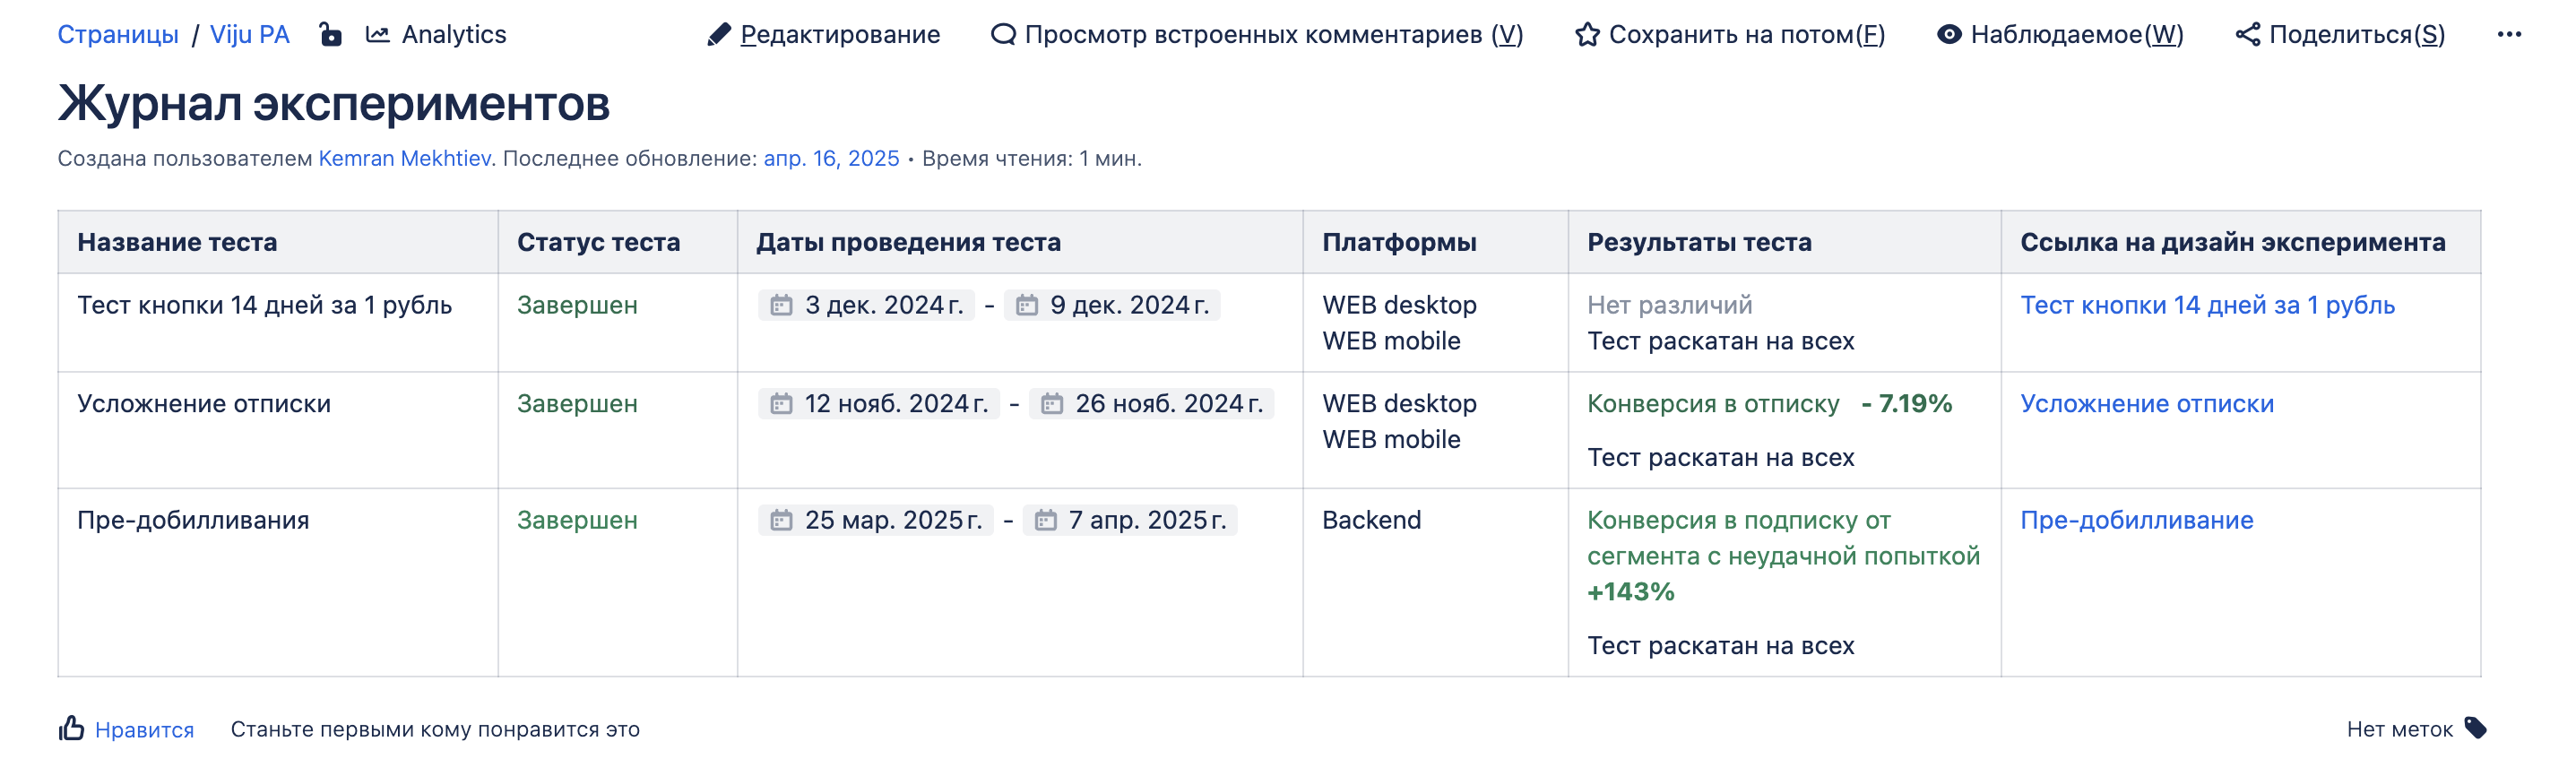 Страницы / Viju PA Analytics Редактирование Просмотр встроенных комментариев (V) Сохранить на потом(F) Наблюдаемое(W) Поделиться(S) •••
Журнал экспериментов
Создана пользователем Kemran Mekhtiev. Последнее обновление: апр. 16, 2025 • Время чтения: 1 мин.
Название теста Статус теста Даты проведения теста Платформы Результаты теста Ссылка на дизайн эксперимента
Тест кнопки 14 дней за 1 рубль Завершен 3 дек. 2024 г. - 9 дек. 2024 г. WEB desktop Нет различий Тест кнопки 14 дней за 1 рубль
WEB mobile Тест раскатан на всех
Усложнение отписки Завершен 12 нояб. 2024 г. - 26 нояб. 2024 г. WEB desktop Конверсия в отписку - 7.19% Усложнение отписки
WEB mobile
Тест раскатан на всех
Пре-добилливания Завершен 25 мар. 2025 г. - 7 апр. 2025 г. Backend Конверсия в подписку от Пре-добилливание
сегмента с неудачной попыткой
+143%
Тест раскатан на всех
Нравится Станьте первыми кому понравится это Нет меток